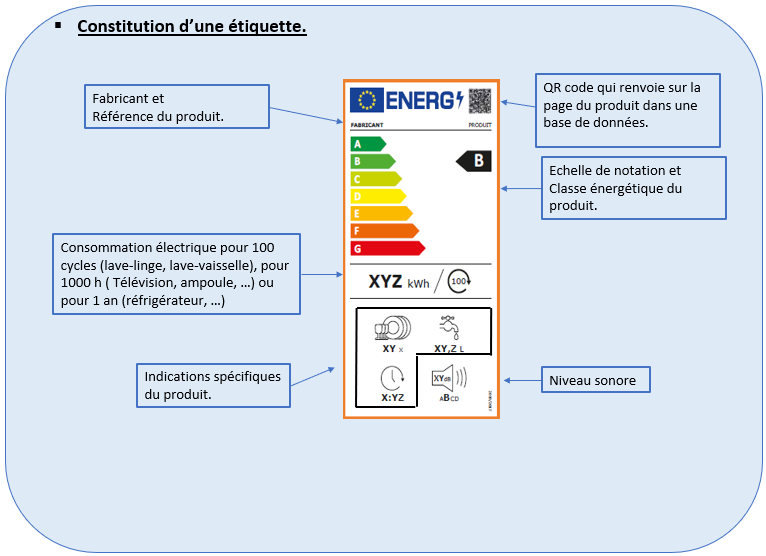 ▪ Constitution d'une étiquette.
Fabricant et
Référence du produit.
QR code qui renvoie sur la
page du produit dans une
base de données.
Echelle de notation et
Classe énergétique du
produit.
Consommation électrique pour 100
cycles (lave-linge, lave-vaisselle), pour
1000 h ( Télévision, ampoule, …) ou
pour 1 an (réfrigérateur, …)
Indications spécifiques
du produit.
Niveau sonore
ENERG
FABRICANT PRODUIT
A
B
B
C
D
E
F
G
XYZ kWh / 100
XY x
XY,Z L
X:YZ
XYdB
ABCD